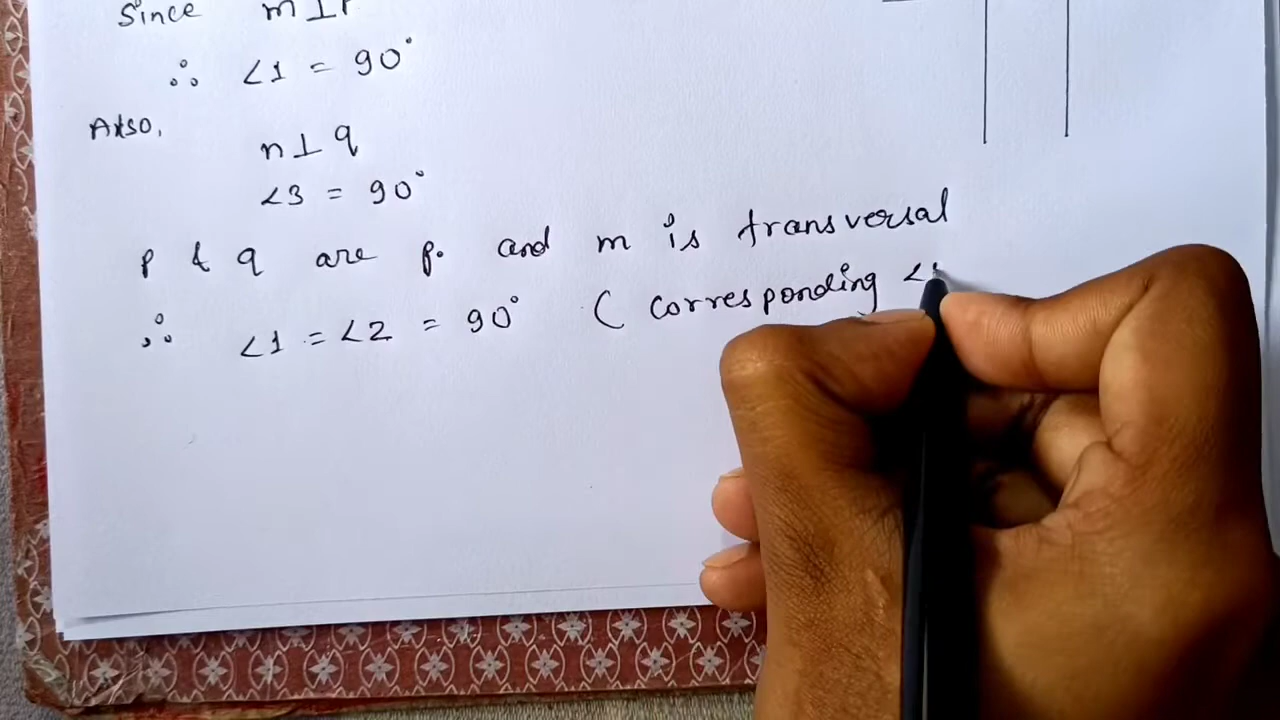 Since m⊥p
∴ ∠1 = 90°
Also,
n⊥q
∠3 = 90°
p & q are p. and m is transversal
∴ ∠1 = ∠2 = 90° ( corresponding ∠